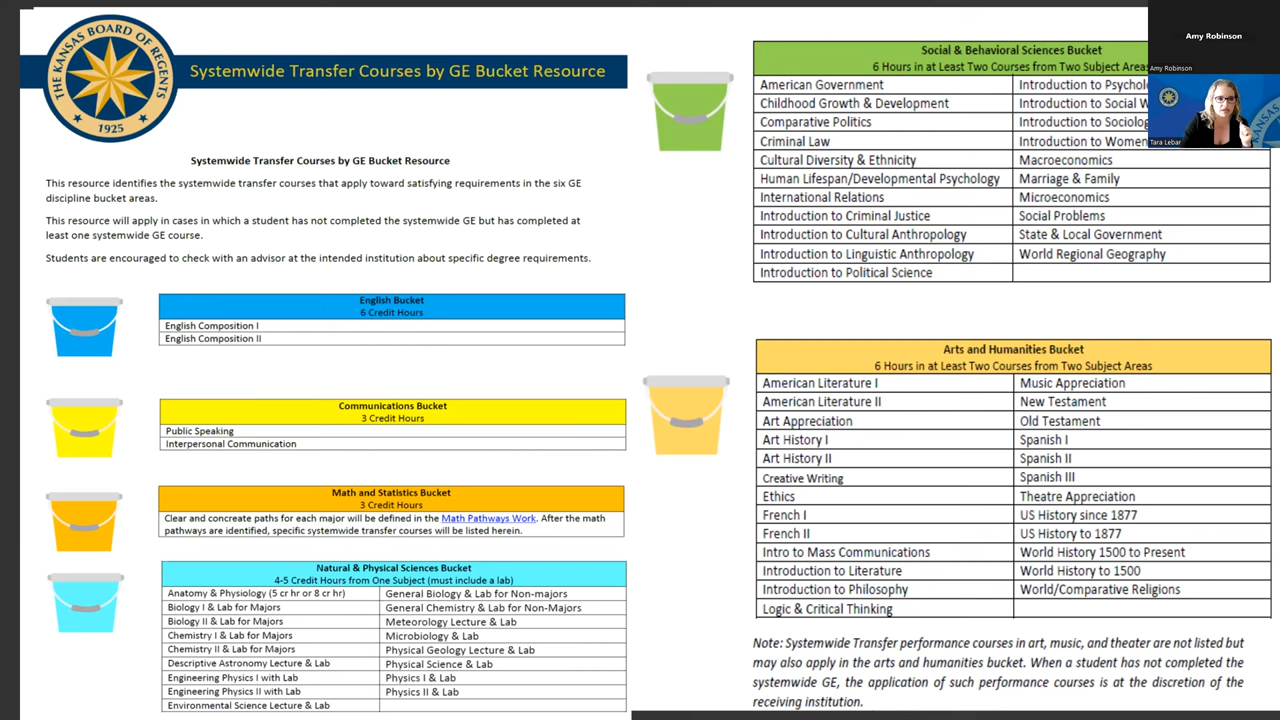 THE KANSAS BOARD OF REGENTS
1925
Systemwide Transfer Courses by GE Bucket Resource
Systemwide Transfer Courses by GE Bucket Resource
This resource identifies the systemwide transfer courses that apply toward satisfying requirements in the six GE
discipline bucket areas.
This resource will apply in cases in which a student has not completed the systemwide GE but has completed at
least one systemwide GE course.
Students are encouraged to check with an advisor at the intended institution about specific degree requirements.
English Bucket
6 Credit Hours
English Composition I
English Composition II
Communications Bucket
3 Credit Hours
Public Speaking
Interpersonal Communication
Math and Statistics Bucket
3 Credit Hours
Clear and concreate paths for each major will be defined in the Math Pathways Work. After the math
pathways are identified, specific systemwide transfer courses will be listed herein.
Natural & Physical Sciences Bucket
4-5 Credit Hours from One Subject (must include a lab)
Anatomy & Physiology (5 cr hr or 8 cr hr) General Biology & Lab for Non-majors
Biology I & Lab for Majors General Chemistry & Lab for Non-Majors
Biology II & Lab for Majors Meteorology Lecture & Lab
Chemistry I & Lab for Majors Microbiology & Lab
Chemistry II & Lab for Majors Physical Geology Lecture & Lab
Descriptive Astronomy Lecture & Lab Physical Science & Lab
Engineering Physics I with Lab Physics I & Lab
Engineering Physics II with Lab Physics II & Lab
Environmental Science Lecture & Lab
Social & Behavioral Sciences Bucket
6 Hours in at Least Two Courses from Two Subject Areas
American Government Introduction to Psycholo
Childhood Growth & Development Introduction to Social W
Comparative Politics Introduction to Sociolog
Criminal Law Introduction to Women
Cultural Diversity & Ethnicity Macroeconomics
Human Lifespan/Developmental Psychology Marriage & Family
International Relations Microeconomics
Introduction to Criminal Justice Social Problems
Introduction to Cultural Anthropology State & Local Government
Introduction to Linguistic Anthropology World Regional Geography
Introduction to Political Science
Arts and Humanities Bucket
6 Hours in at Least Two Courses from Two Subject Areas
American Literature I Music Appreciation
American Literature II New Testament
Art Appreciation Old Testament
Art History I Spanish I
Art History II Spanish II
Creative Writing Spanish III
Ethics Theatre Appreciation
French I US History since 1877
French II US History to 1877
Intro to Mass Communications World History 1500 to Present
Introduction to Literature World History to 1500
Introduction to Philosophy World/Comparative Religions
Logic & Critical Thinking
Note: Systemwide Transfer performance courses in art, music, and theater are not listed but
may also apply in the arts and humanities bucket. When a student has not completed the
systemwide GE, the application of such performance courses is at the discretion of the
receiving institution.
Amy Robinson
Amy Robinson
Tara Lebar